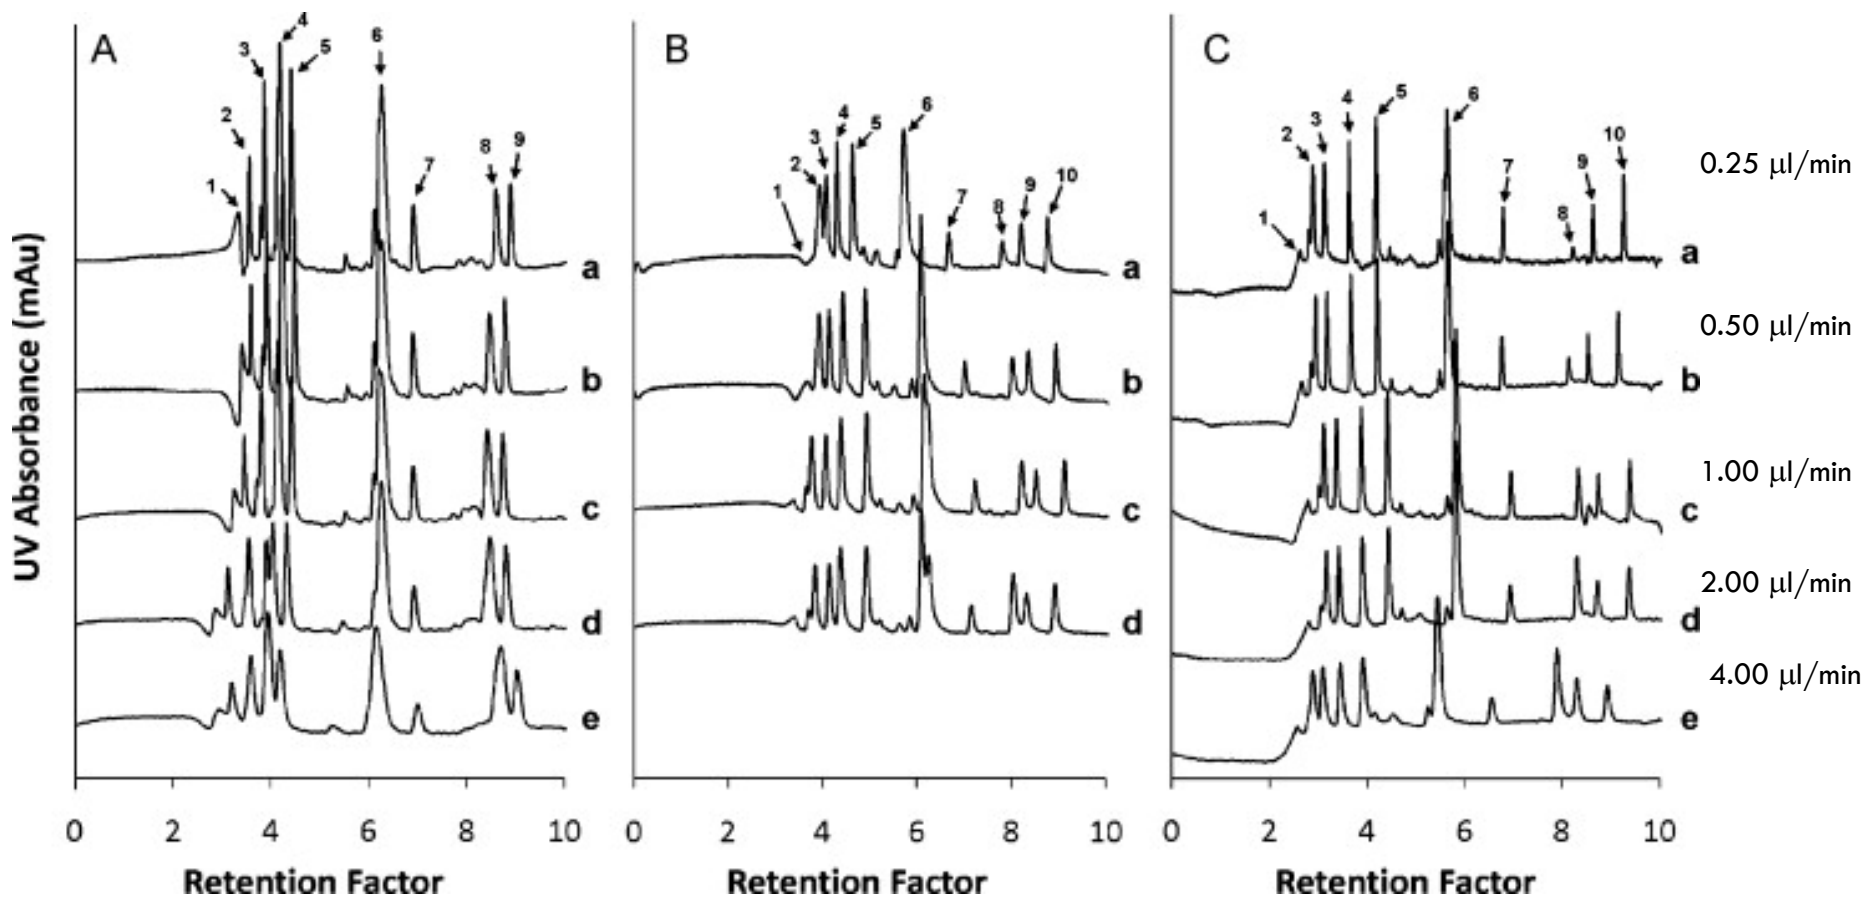 UV Absorbance (mAu)
A
1
2
3
4
5
6
7
8
9
a
b
c
d
e
0 2 4 6 8 10
Retention Factor
B
1
2
3
4
5
6
7
8
9
10
a
b
c
d
0 2 4 6 8 10
Retention Factor
C
1
2
3
4
5
6
7
8
9
10
a
b
c
d
e
0 2 4 6 8 10
Retention Factor
0.25 µl/min
0.50 µl/min
1.00 µl/min
2.00 µl/min
4.00 µl/min